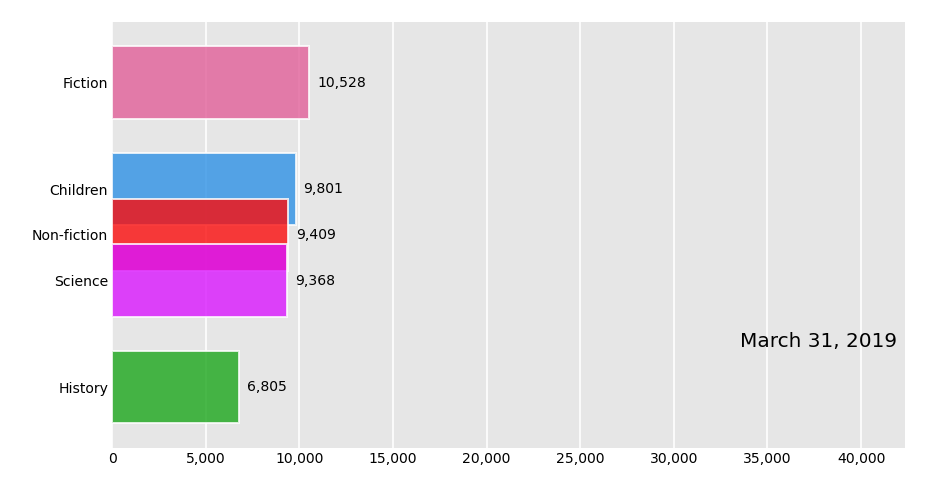 Fiction 10,528
Children 9,801
Non-fiction 9,409
Science 9,368
March 31, 2019
History 6,805
0 5,000 10,000 15,000 20,000 25,000 30,000 35,000 40,000